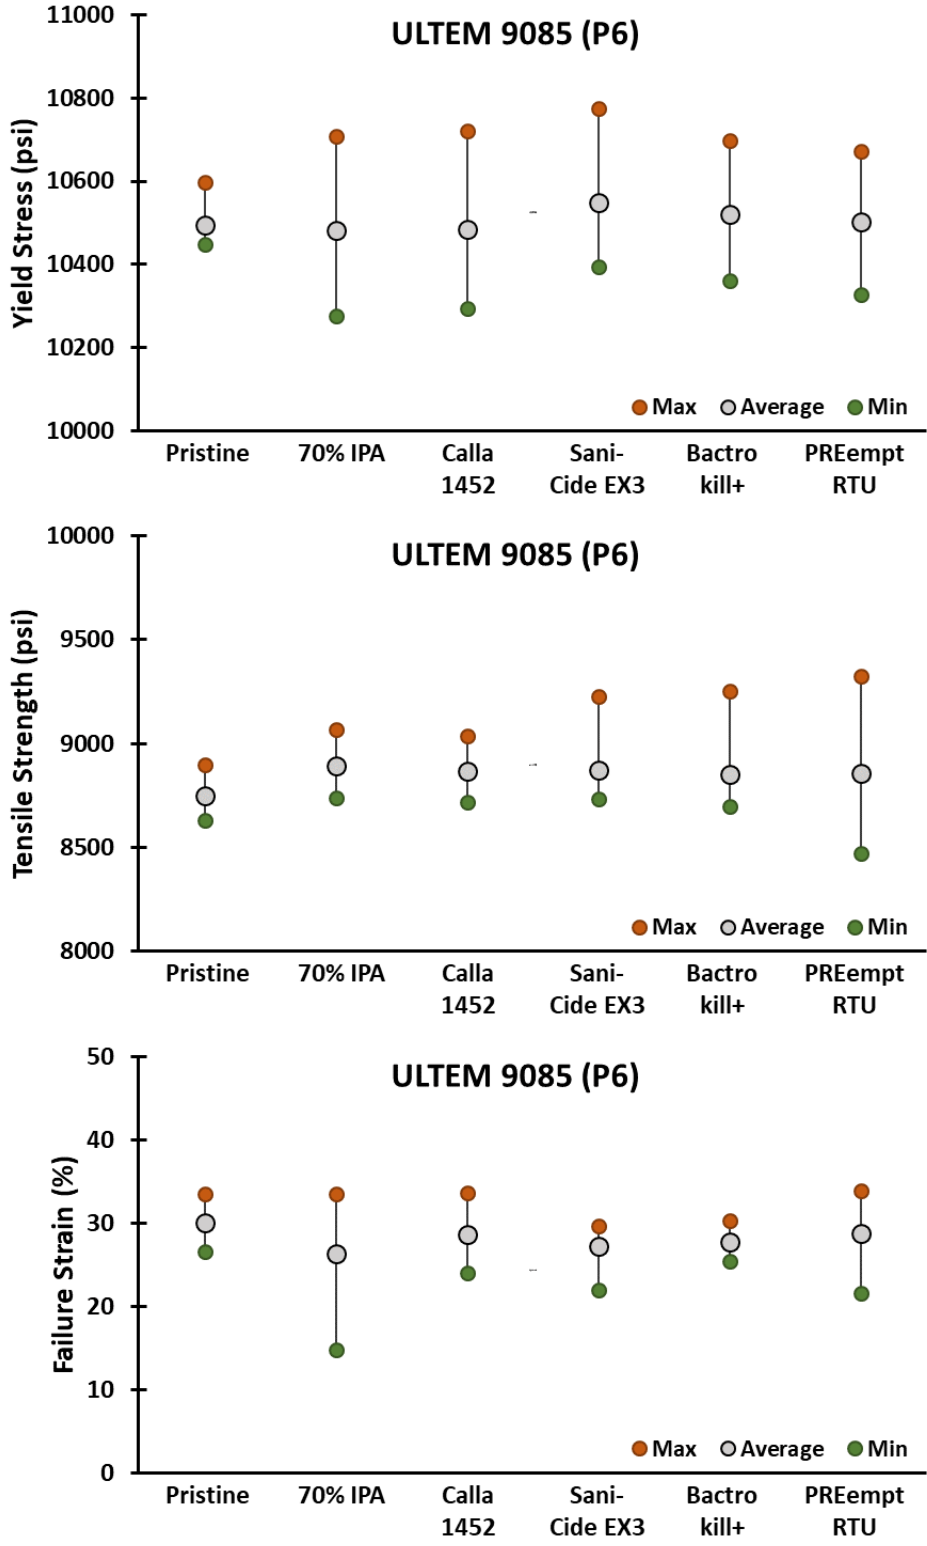 ULTEM 9085 (P6)
Yield Stress (psi)
11000
10800
10600
10400
10200
10000
Max Average Min
Pristine 70% IPA Calla Sani- Bactro PREempt
1452 Cide EX3 kill+ RTU
ULTEM 9085 (P6)
Tensile Strength (psi)
10000
9500
9000
8500
8000
Max Average Min
Pristine 70% IPA Calla Sani- Bactro PREempt
1452 Cide EX3 kill+ RTU
ULTEM 9085 (P6)
Failure Strain (%)
50
40
30
20
10
0
Max Average Min
Pristine 70% IPA Calla Sani- Bactro PREempt
1452 Cide EX3 kill+ RTU